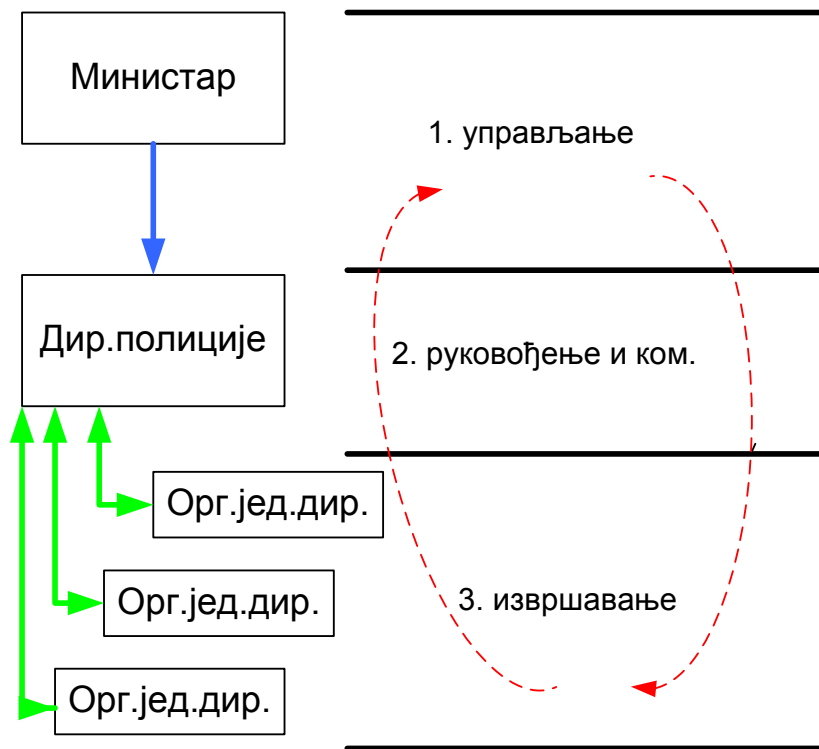 Министар
1. управљање
Дир.полиције
2. руковођење и ком.
Орг.јед.дир.
Орг.јед.дир.
3. извршавање
Орг.јед.дир.